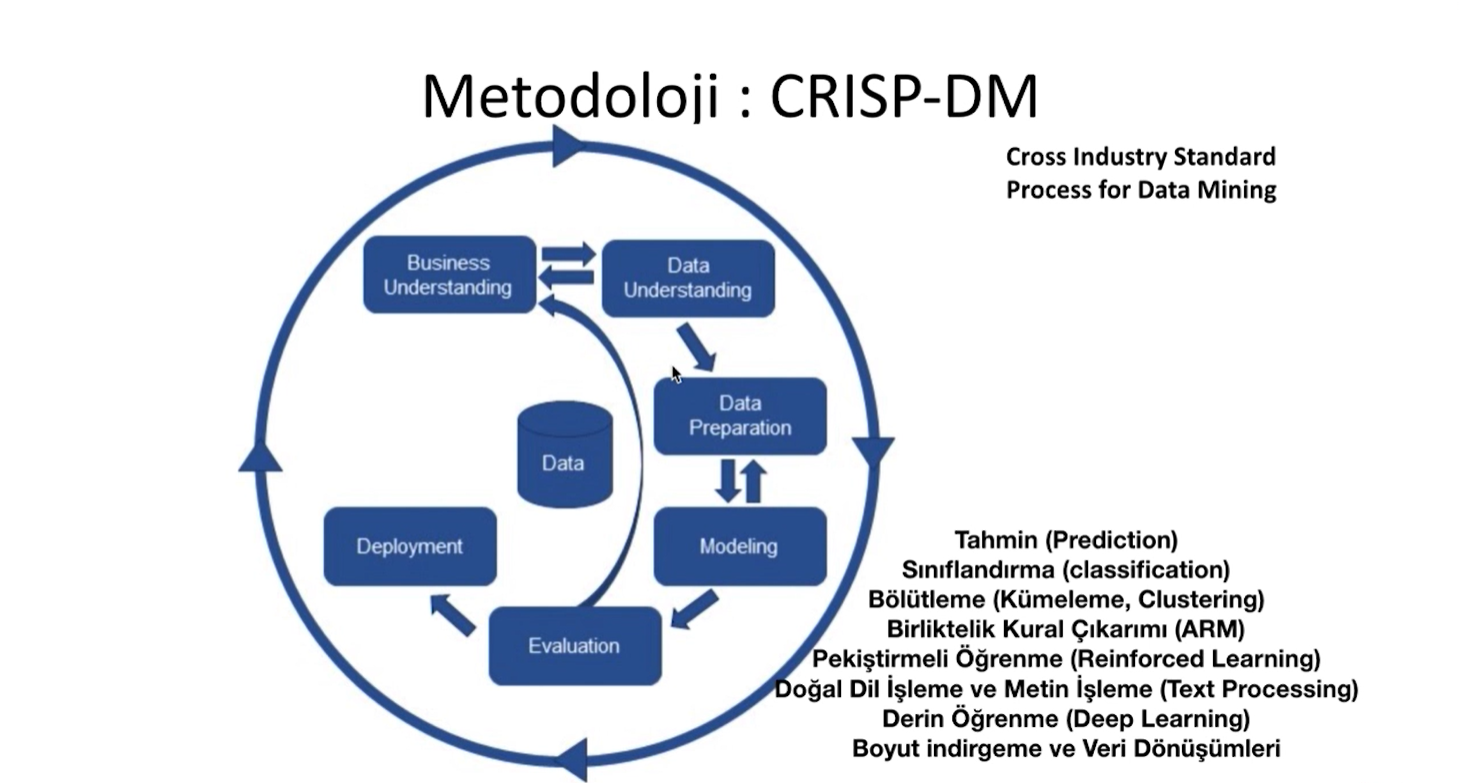 Metodoloji : CRISP-DM
Cross Industry Standard
Process for Data Mining
Business
Understanding
Data
Understanding
Data
Preparation
Data
Deployment
Modeling
Evaluation
Tahmin (Prediction)
Sınıflandırma (classification)
Bölütleme (Kümeleme, Clustering)
Birliktelik Kural Çıkarımı (ARM)
Pekiştirmeli Öğrenme (Reinforced Learning)
Doğal Dil İşleme ve Metin İşleme (Text Processing)
Derin Öğrenme (Deep Learning)
Boyut indirgeme ve Veri Dönüşümleri